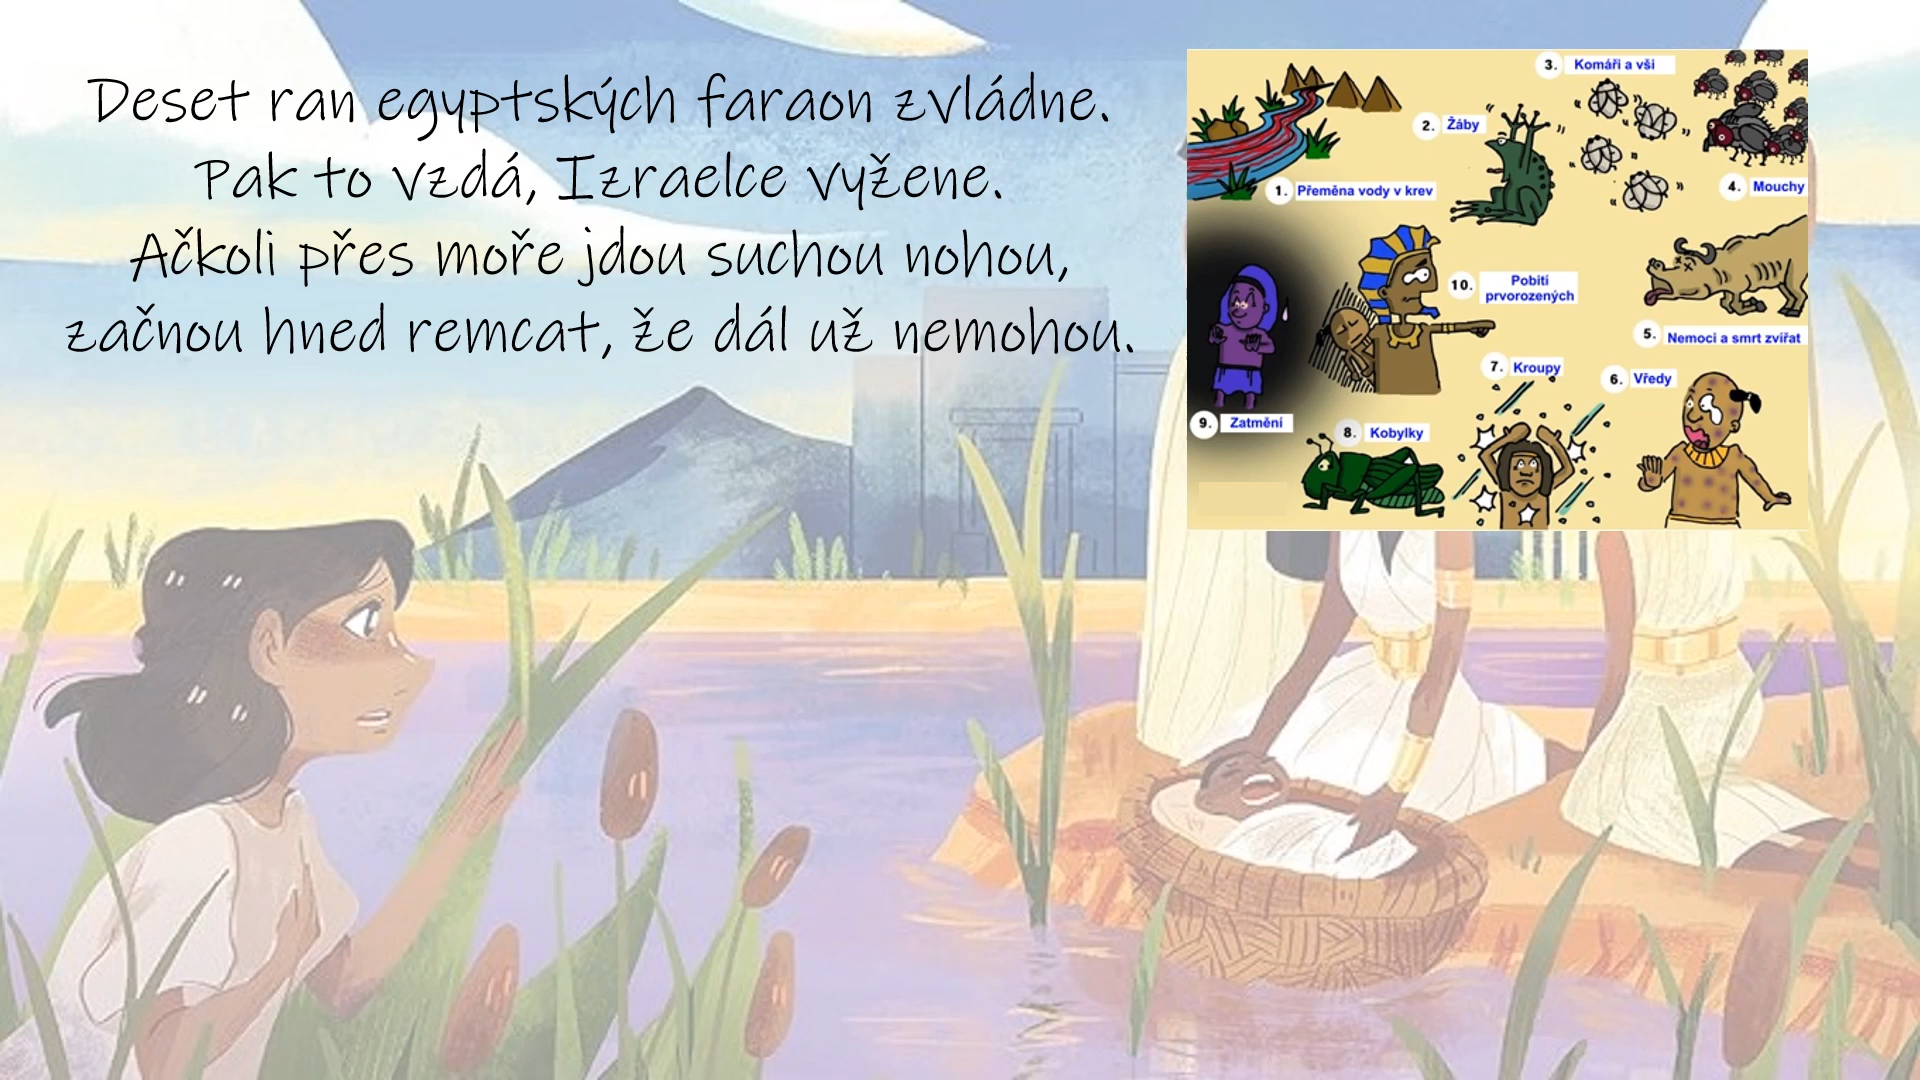 Deset ran egyptských faraon zvládne.
Pak to vzdá, Izraelce vyžene.
Ačkoli přes moře jdou suchou nohou,
začnou hned remcat, že dál už nemohou.
1. Přeměna vody v krev
2. Žáby
3. Komáři a vši
4. Mouchy
5. Nemoci a smrt zvířat
6. Vředy
7. Kroupy
8. Kobylky
9. Zatmění
10. Pobití
prvorozených